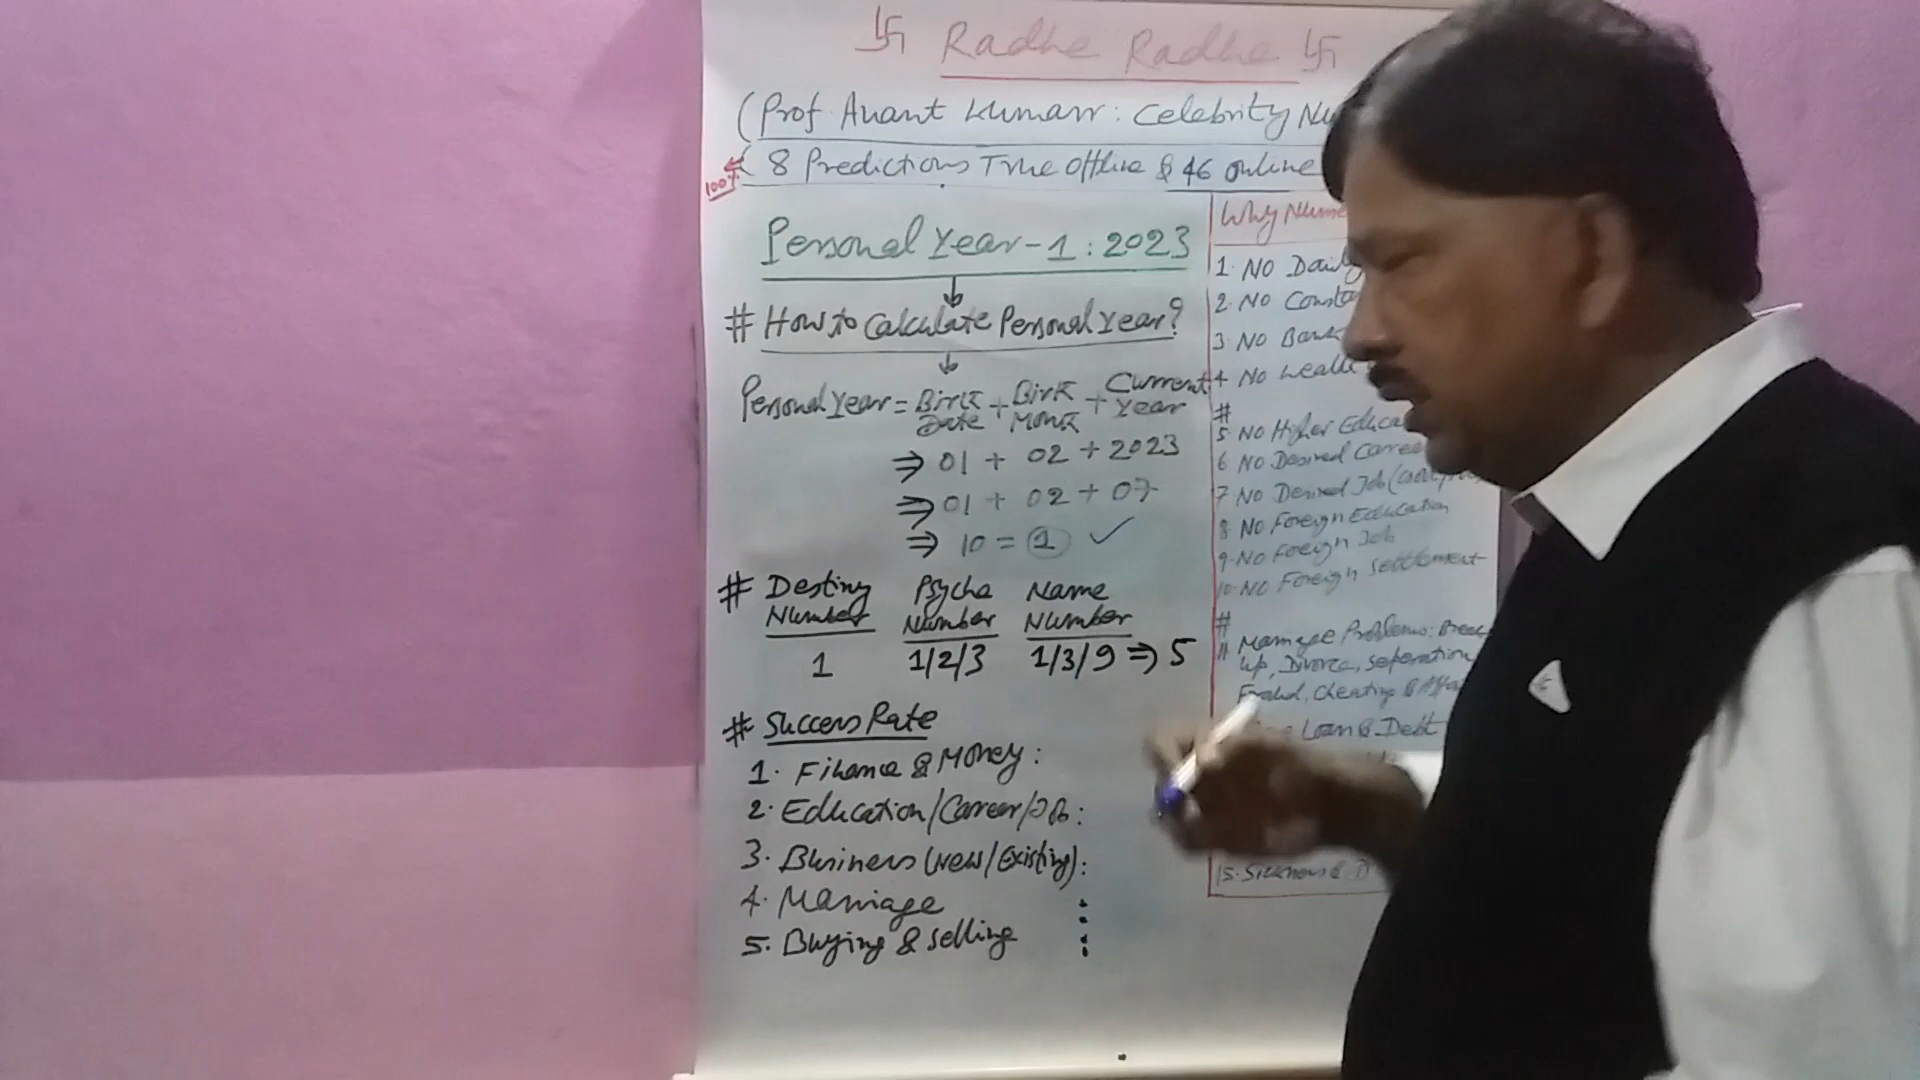 卐 Radhe Radhe 卐
(Prof. Anant Kumarr: Celebrity Nu
100% ( 8 Predictions True Offline & 46 Online
Personal Year-1: 2023
# How to Calculate Personal Year?
Personal Year = Birth Date + Birth Month + Current Year
⇒ 01 + 02 + 2023
⇒ 01 + 02 + 07
⇒ 10 = 1 ✓
# Destiny Number Psyche Number Name Number
1 1/2/3 1/3/9 ⇒ 5
# Success Rate
1. Finance & Money:
2. Education/Career/Job:
3. Business (New/Existing):
4. Marriage :
5. Buying & Selling :
Why Nume
1. No Daily
2. No Consta
3. No Bank
4. No Wealth
#
5. No Higher Educa
6. No Desired Career
7. No Desired Job
8. No Foreign Education
9. No Foreign Job
10. No Foreign Settlement
#
11 Marriage Problems: Break
up, Divorce, Separation
Fraud, Cheating &
Loan & Debt
15. Sickness &